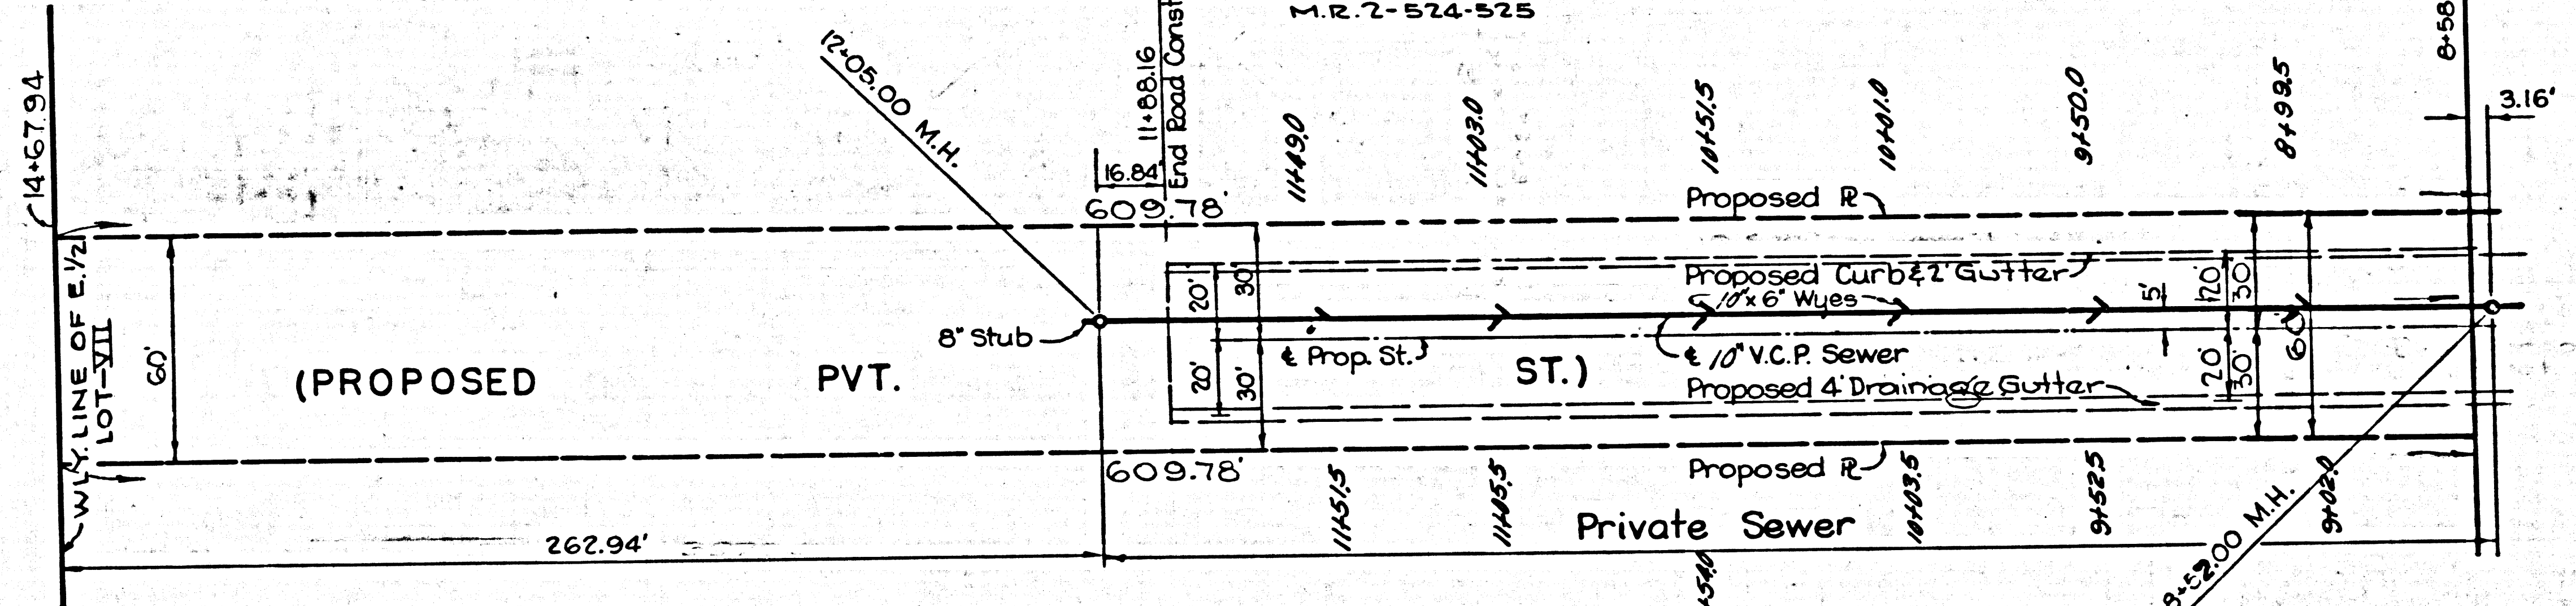 M.R.2-524-525
14+67.94
12+05.00 M.H.
11+88.16
End Road Const
16.84'
11+49.0
11+03.0
10+51.5
10+01.0
9+50.0
8+99.5
8+58
3.16'
609.78'
Proposed PL
WLY. LINE OF E.1/2
LOT-VII
60'
(PROPOSED PVT. ST.)
8" Stub
20'
30'
20'
30'
Proposed Curb & 2' Gutter
10"x6" Wyes
5'
20'
30'
60'
20'
30'
℄ Prop. St.
℄ 10" V.C.P. Sewer
Proposed 4' Drainage Gutter
609.78'
Proposed PL
11+51.5
11+05.5
10+03.5
9+52.5
9+02.0
Private Sewer
262.94'
.00 M.H.